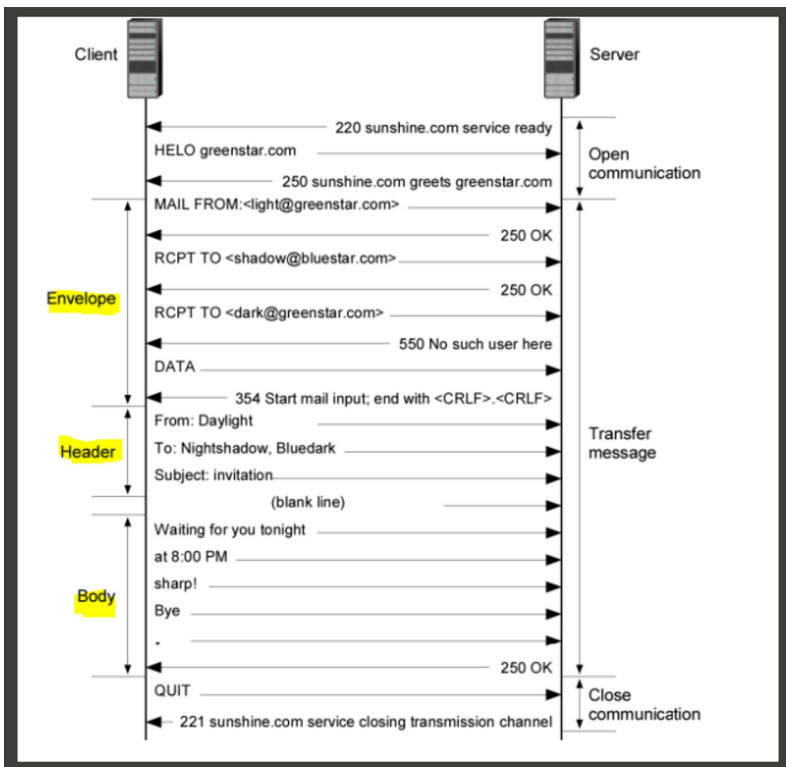 Client
Server
220 sunshine.com service ready
HELO greenstar.com
Open
communication
250 sunshine.com greets greenstar.com
MAIL FROM:<light@greenstar.com>
250 OK
RCPT TO <shadow@bluestar.com>
Envelope
250 OK
RCPT TO <dark@greenstar.com>
550 No such user here
DATA
354 Start mail input; end with <CRLF>.<CRLF>
From: Daylight
Transfer
message
Header
To: Nightshadow, Bluedark
Subject: invitation
(blank line)
Waiting for you tonight
at 8:00 PM
sharp!
Body
Bye
.
250 OK
QUIT
Close
communication
221 sunshine.com service closing transmission channel